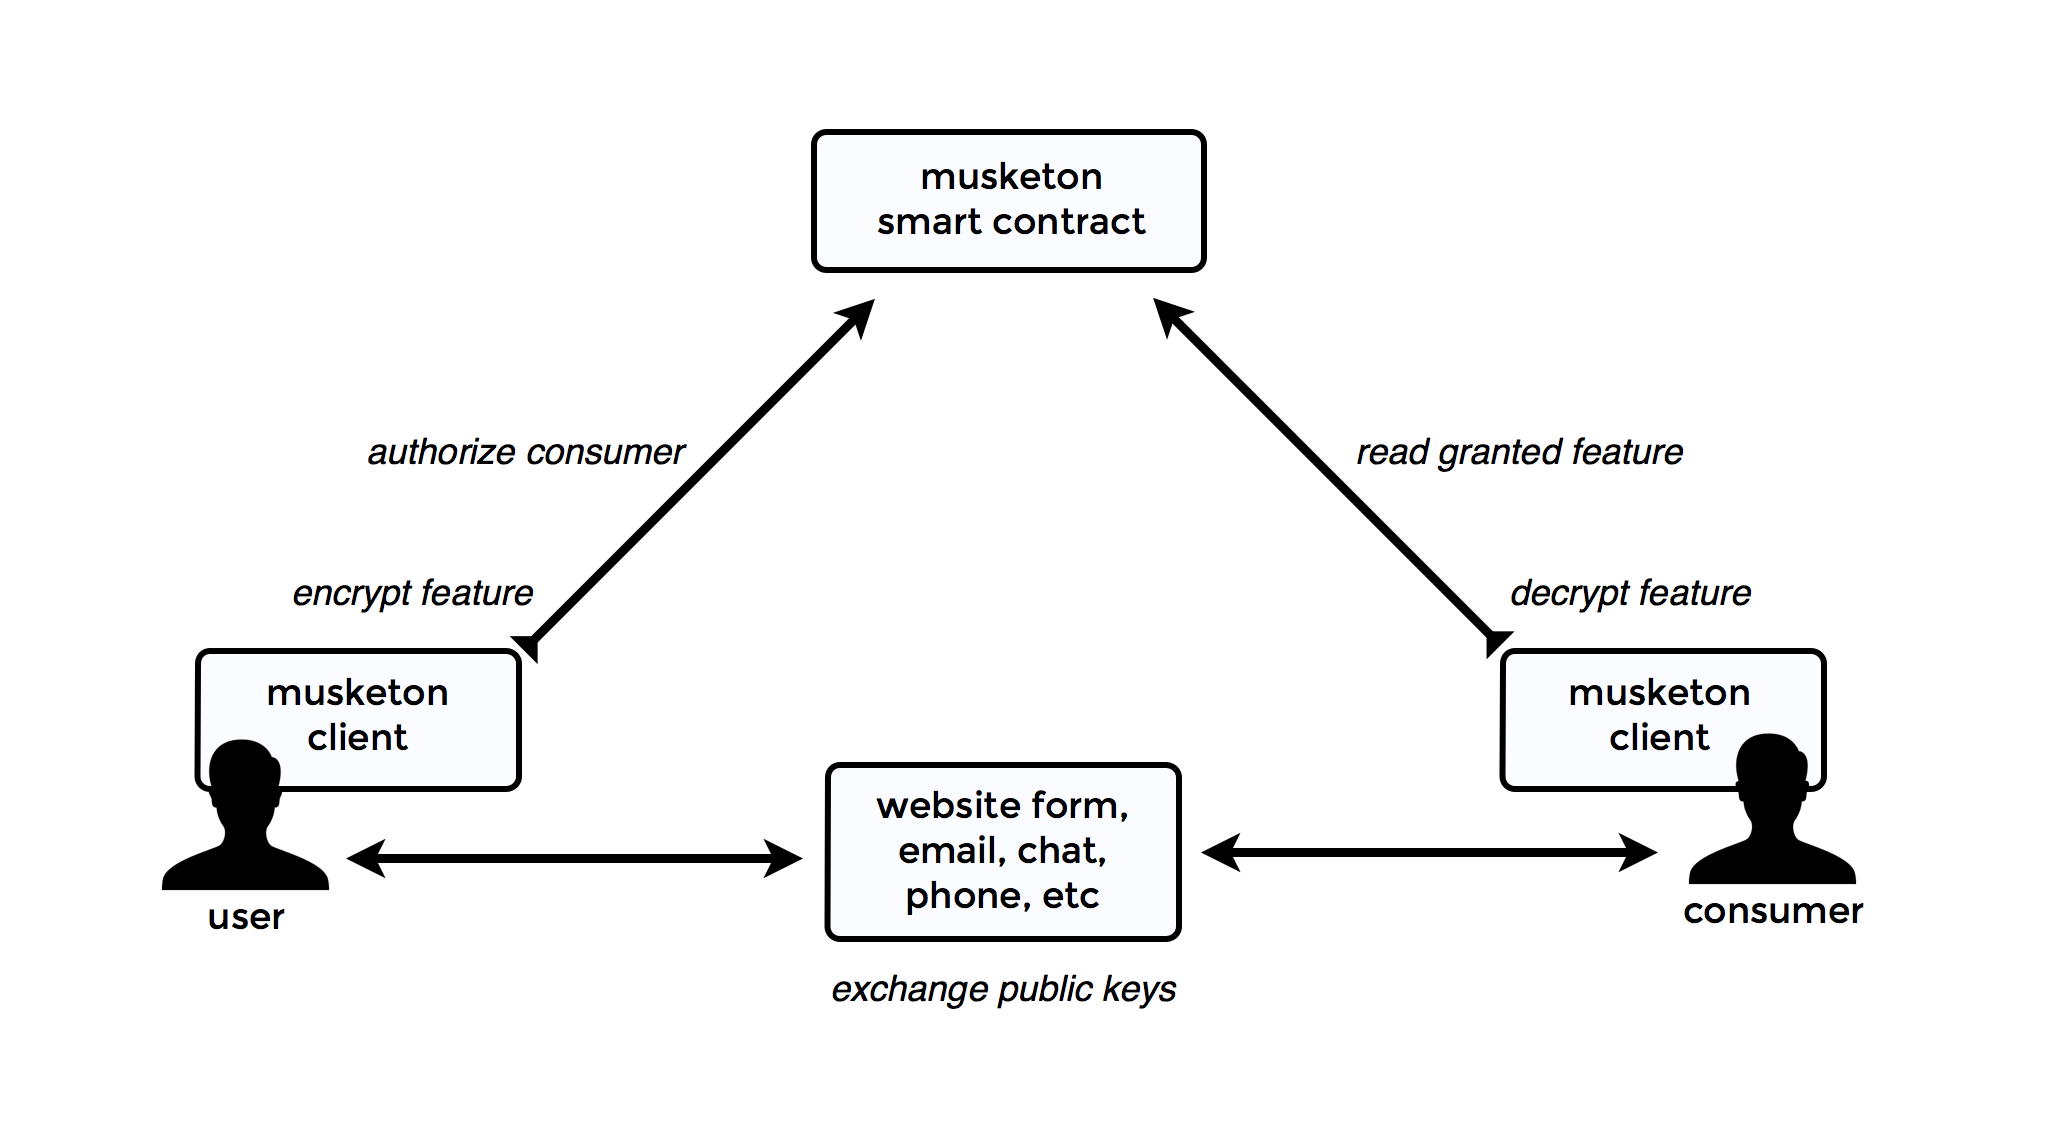 musketon
smart contract
authorize consumer
read granted feature
encrypt feature
decrypt feature
musketon
client
musketon
client
website form,
email, chat,
phone, etc
user
consumer
exchange public keys